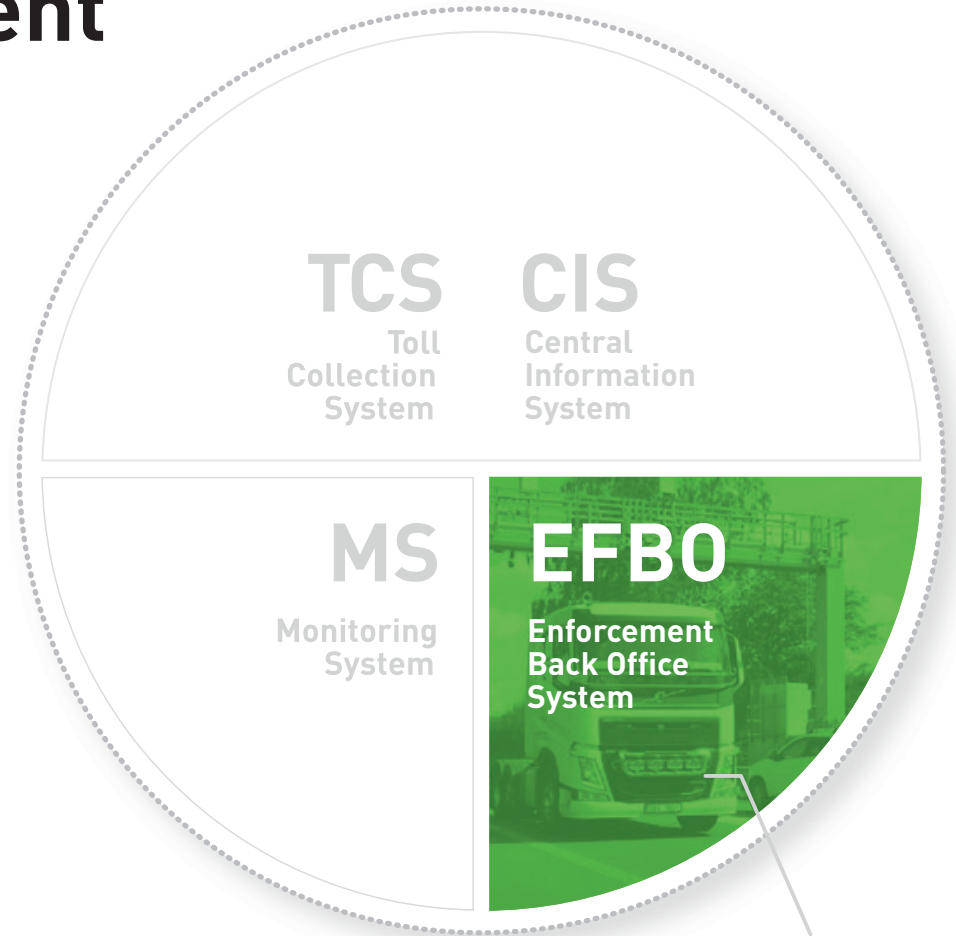 ent
TCS
Toll
Collection
System
CIS
Central
Information
System
MS
Monitoring
System
EFBO
Enforcement
Back Office
System